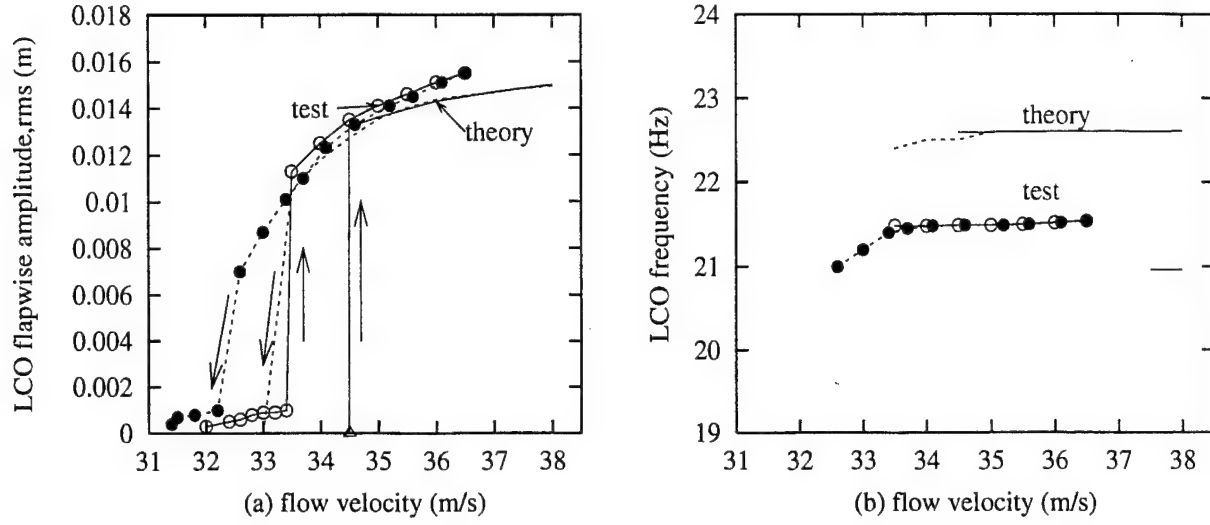 LCO flapwise amplitude,rms (m)
0.018
0.016
0.014
0.012
0.01
0.008
0.006
0.004
0.002
0
test
theory
31 32 33 34 35 36 37 38
(a) flow velocity (m/s)
LCO frequency (Hz)
24
23
22
21
20
19
theory
test
31 32 33 34 35 36 37 38
(b) flow velocity (m/s)